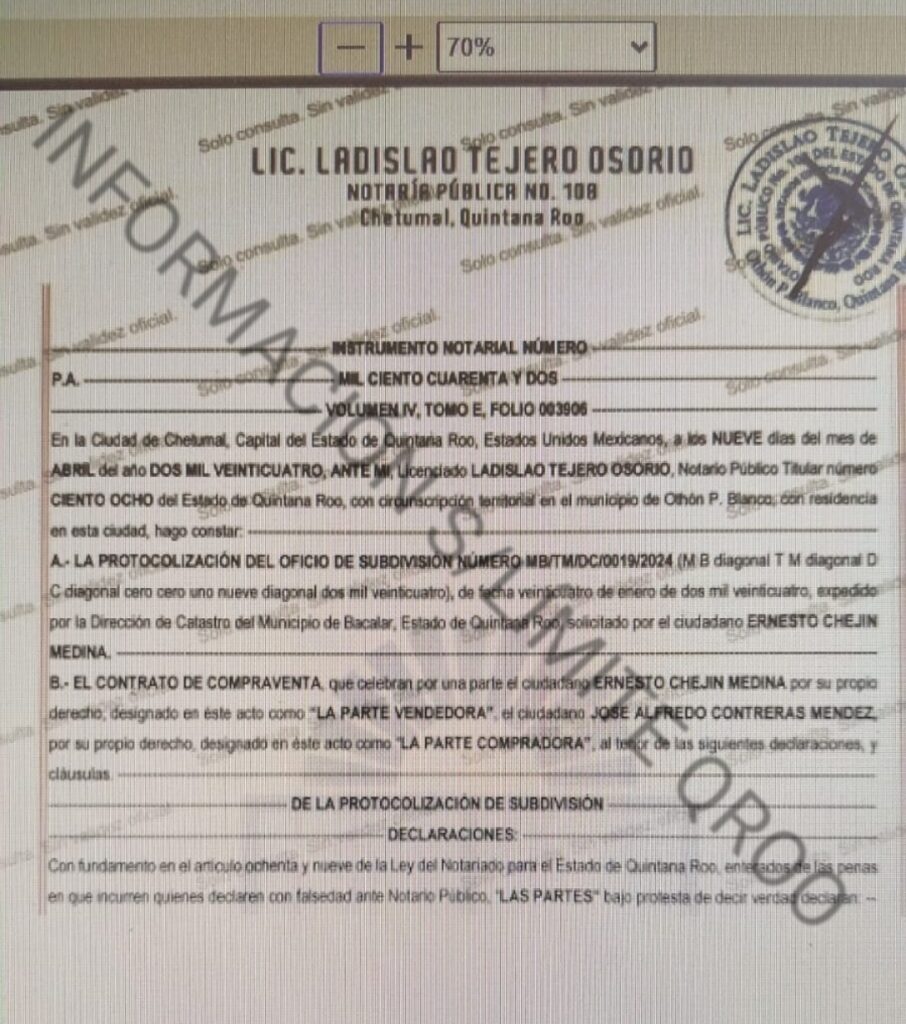 70%
LIC. LADISLAO TEJERO OSORIO
NOTARÍA PÚBLICA NO. 108
Chetumal, Quintana Roo
INSTRUMENTO NOTARIAL NÚMERO
P.A. MIL CIENTO CUARENTA Y DOS
VOLUMEN IV, TOMO E, FOLIO 003906
En la Ciudad de Chetumal, Capital del Estado de Quintana Roo, Estados Unidos Mexicanos, a los NUEVE días del mes de
ABRIL del año DOS MIL VEINTICUATRO, ANTE MI, Licenciado LADISLAO TEJERO OSORIO, Notario Público Titular número
CIENTO OCHO del Estado de Quintana Roo, con circunscripción territorial en el municipio de Othón P. Blanco, con residencia
en esta ciudad, hago constar:
A.- LA PROTOCOLIZACIÓN DEL OFICIO DE SUBDIVISIÓN NÚMERO MB/TM/DC/0019/2024 (M B diagonal T M diagonal D
C diagonal cero cero uno nueve diagonal dos mil veinticuatro), de fecha veinticuatro de enero de dos mil veinticuatro, expedido
por la Dirección de Catastro del Municipio de Bacalar, Estado de Quintana Roo, solicitado por el ciudadano ERNESTO CHEJIN
MEDINA.
B.- EL CONTRATO DE COMPRAVENTA, que celebran por una parte el ciudadano ERNESTO CHEJIN MEDINA por su propio
derecho, designado en éste acto como "LA PARTE VENDEDORA", el ciudadano JOSE ALFREDO CONTRERAS MENDEZ,
por su propio derecho, designado en éste acto como "LA PARTE COMPRADORA", al tenor de las siguientes declaraciones, y
cláusulas.
DE LA PROTOCOLIZACIÓN DE SUBDIVISIÓN
DECLARACIONES:
Con fundamento en el artículo ochenta y nueve de la Ley del Notariado para el Estado de Quintana Roo, enterados de las penas
en que incurren quienes declaren con falsedad ante Notario Público, "LAS PARTES" bajo protesta de decir verdad declaran: --
INFORMACION S/LIMITE QROO
Solo consulta. Sin validez oficial.
LIC. LADISLAO TEJERO
Othón P. Blanco, Quintana